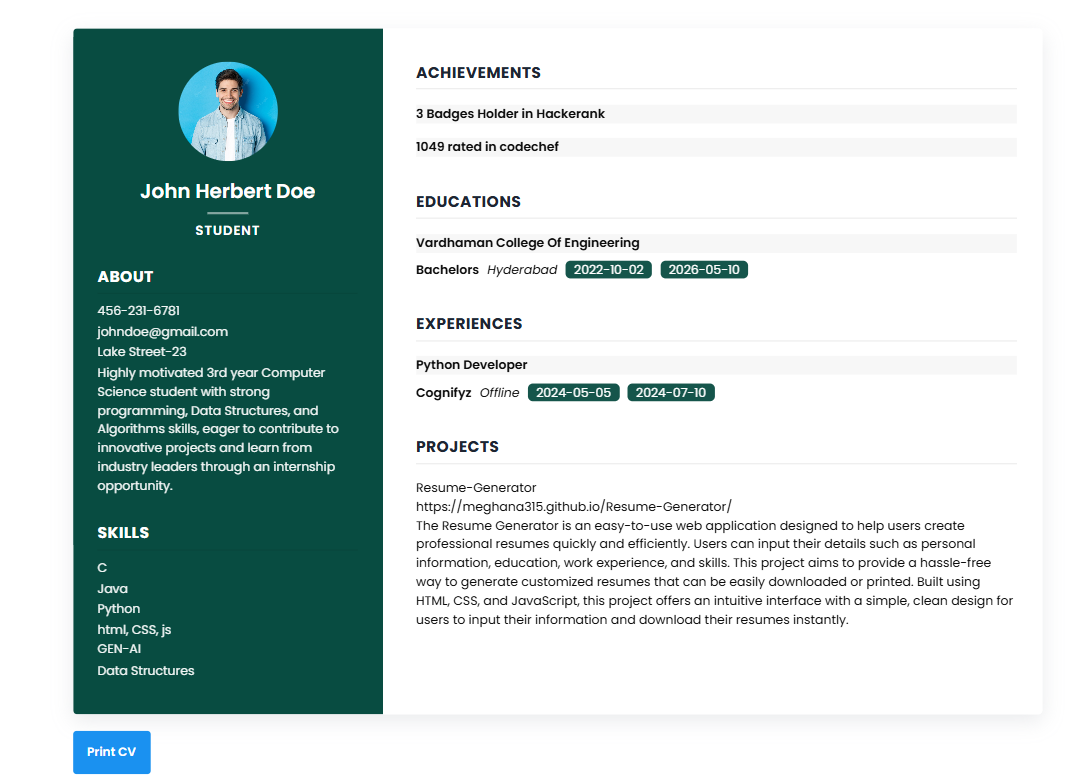 John Herbert Doe
STUDENT
ABOUT
456-231-6781
johndoe@gmail.com
Lake Street-23
Highly motivated 3rd year Computer
Science student with strong
programming, Data Structures, and
Algorithms skills, eager to contribute to
innovative projects and learn from
industry leaders through an internship
opportunity.
SKILLS
C
Java
Python
html, CSS, js
GEN-AI
Data Structures
ACHIEVEMENTS
3 Badges Holder in Hackerank
1049 rated in codechef
EDUCATIONS
Vardhaman College Of Engineering
Bachelors Hyderabad 2022-10-02 2026-05-10
EXPERIENCES
Python Developer
Cognifyz Offline 2024-05-05 2024-07-10
PROJECTS
Resume-Generator
https://meghana315.github.io/Resume-Generator/
The Resume Generator is an easy-to-use web application designed to help users create
professional resumes quickly and efficiently. Users can input their details such as personal
information, education, work experience, and skills. This project aims to provide a hassle-free
way to generate customized resumes that can be easily downloaded or printed. Built using
HTML, CSS, and JavaScript, this project offers an intuitive interface with a simple, clean design for
users to input their information and download their resumes instantly.
Print CV